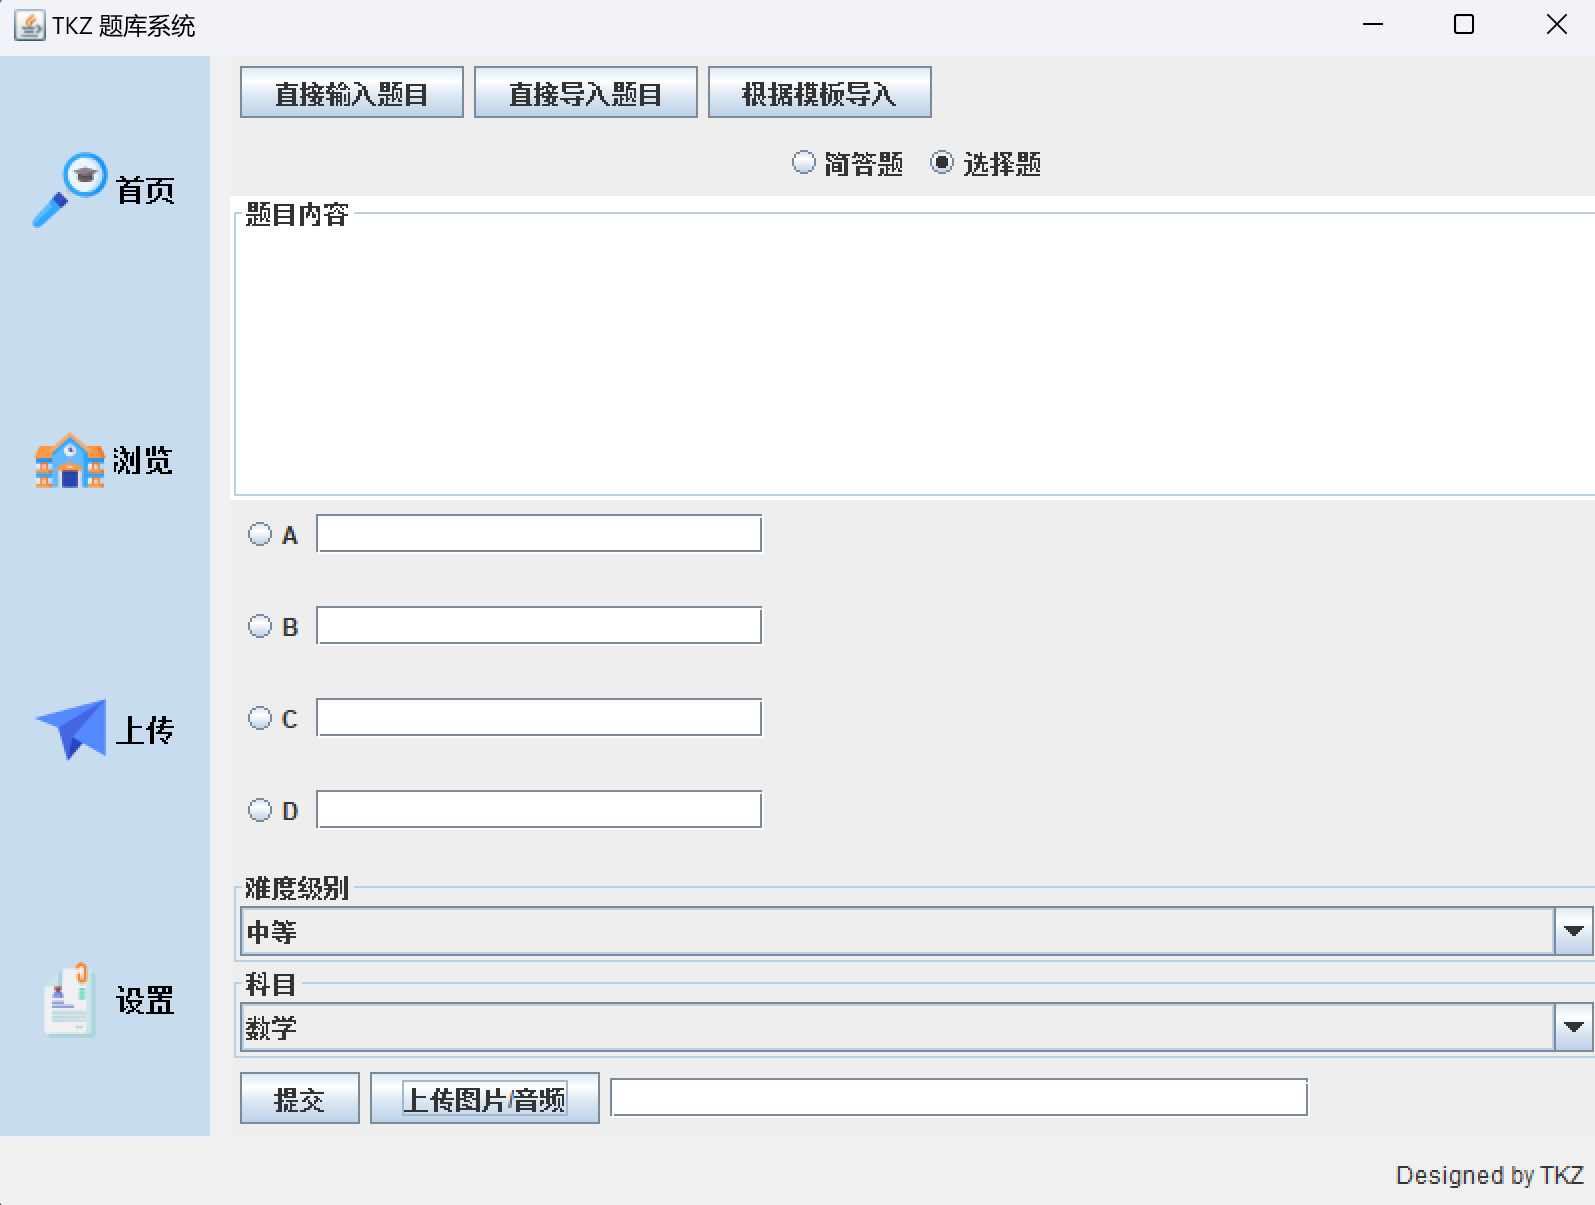 TKZ 题库系统
直接输入题目 直接导入题目 根据模板导入
简答题 选择题
首页
题目内容
浏览
A
B
C
上传
D
难度级别
中等
科目
设置
数学
提交 上传图片/音频
Designed by TKZ